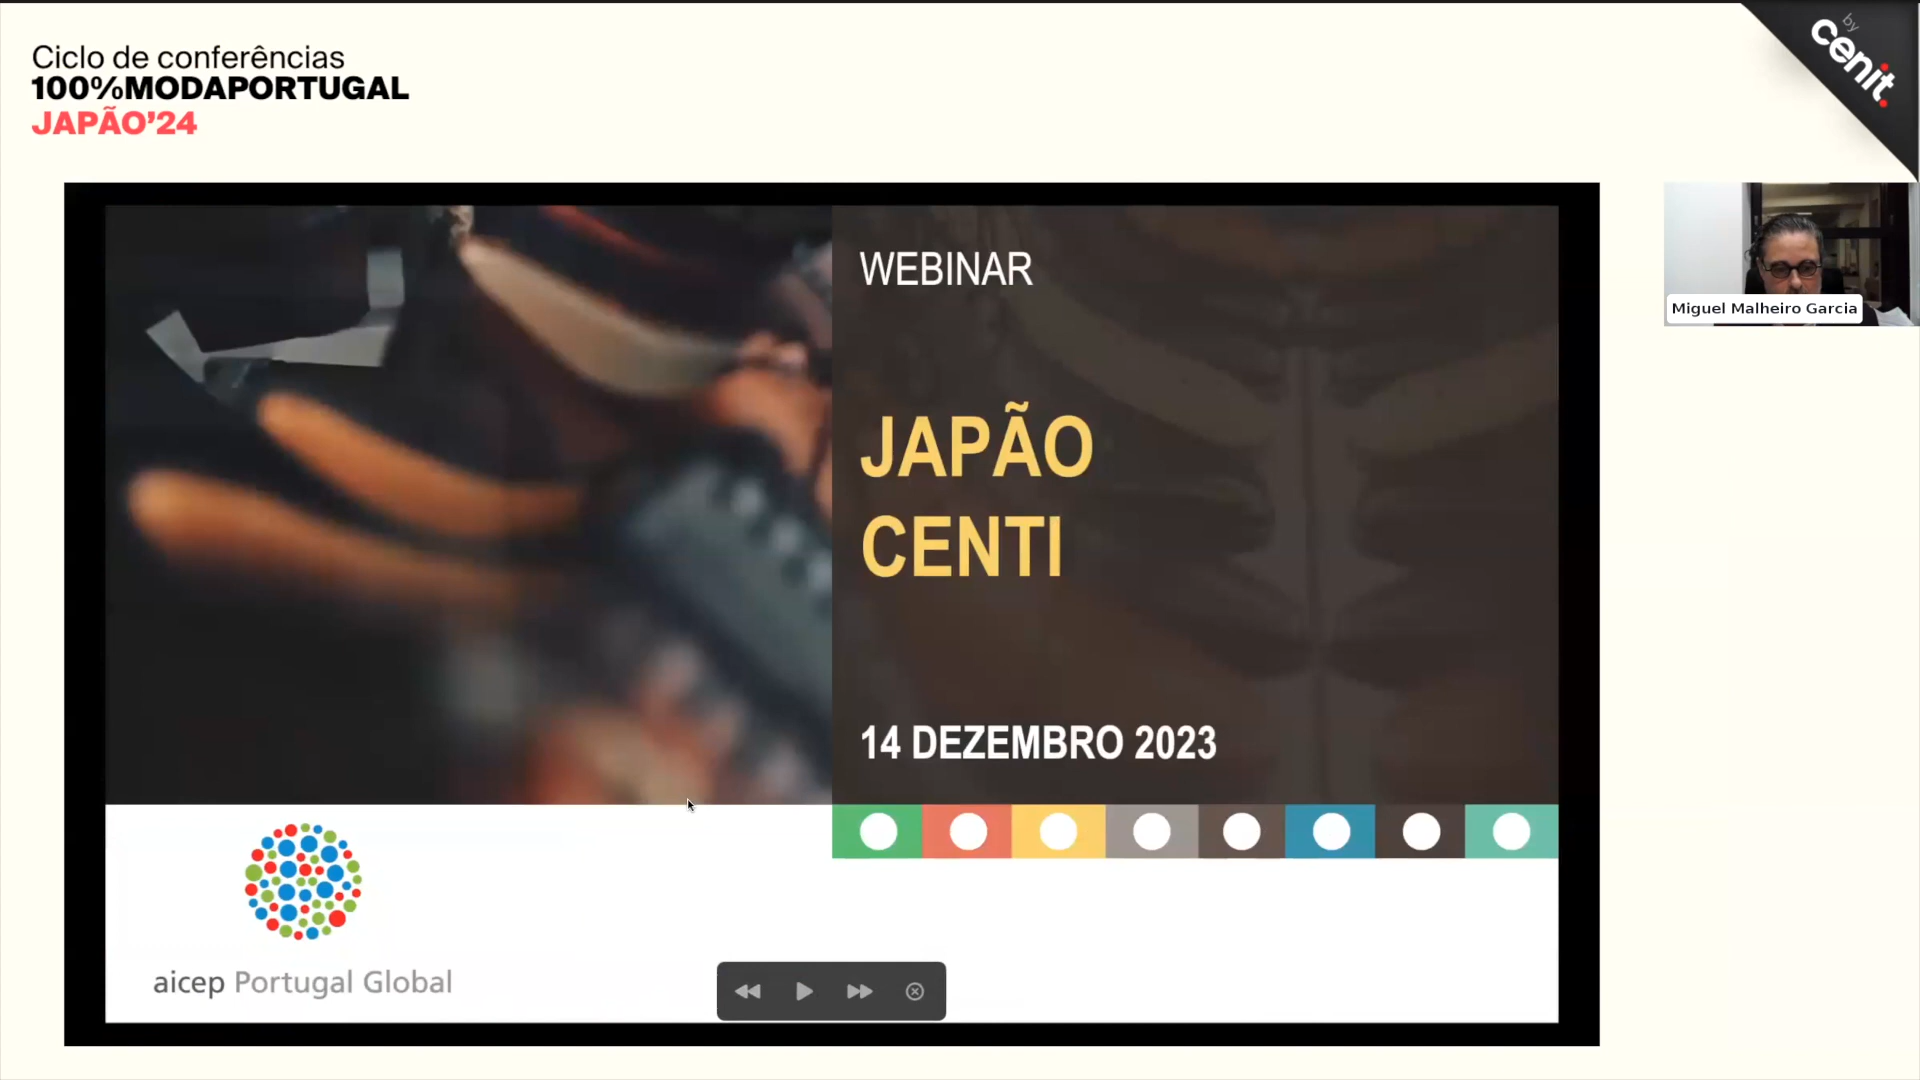 Ciclo de conferências
100%MODAPORTUGAL
JAPÃO’24
by
cenit.
WEBINAR
JAPÃO
CENTI
14 DEZEMBRO 2023
Miguel Malheiro Garcia
aicep Portugal Global